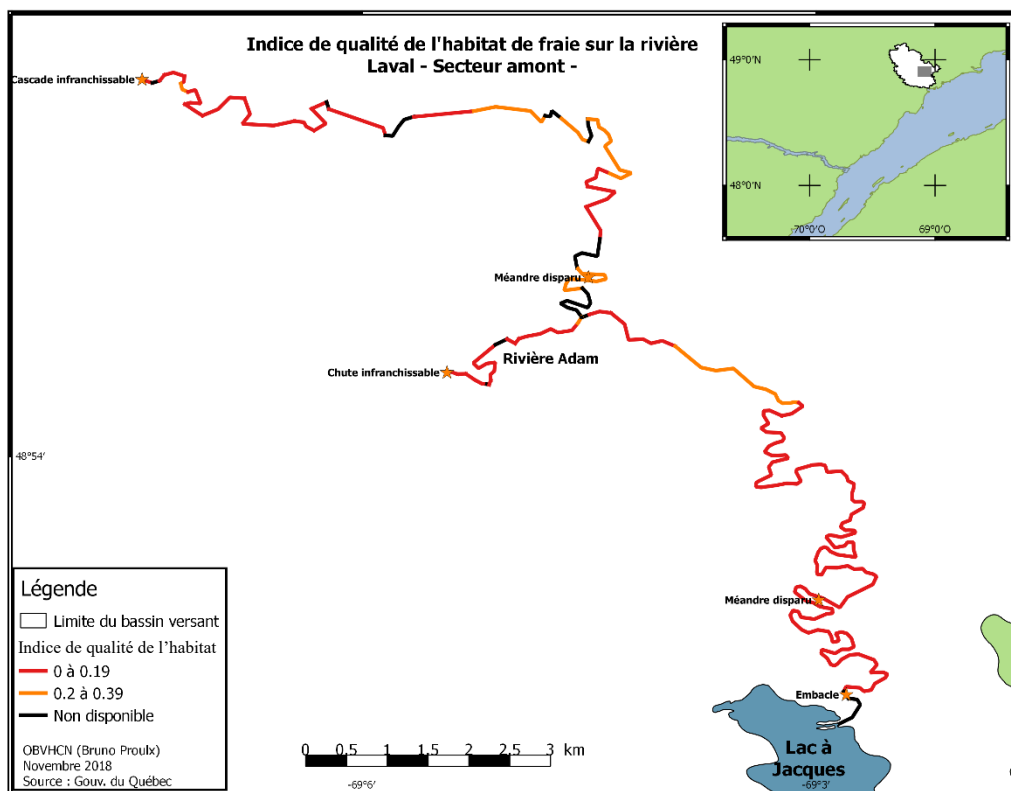 Indice de qualité de l'habitat de fraie sur la rivière
Laval - Secteur amont -
49°0'N
48°0'N
70°0'O
69°0'O
Cascade infranchissable
Méandre disparu
Rivière Adam
Chute infranchissable
48°54'
Méandre disparu
Embacle
Lac à
Jacques
Légende
Limite du bassin versant
Indice de qualité de l'habitat
0 à 0.19
0.2 à 0.39
Non disponible
OBVHCN (Bruno Proulx)
Novembre 2018
Source : Gouv. du Québec
0 0.5 1 1.5 2 2.5 3 km
-69°6'
-69°3'